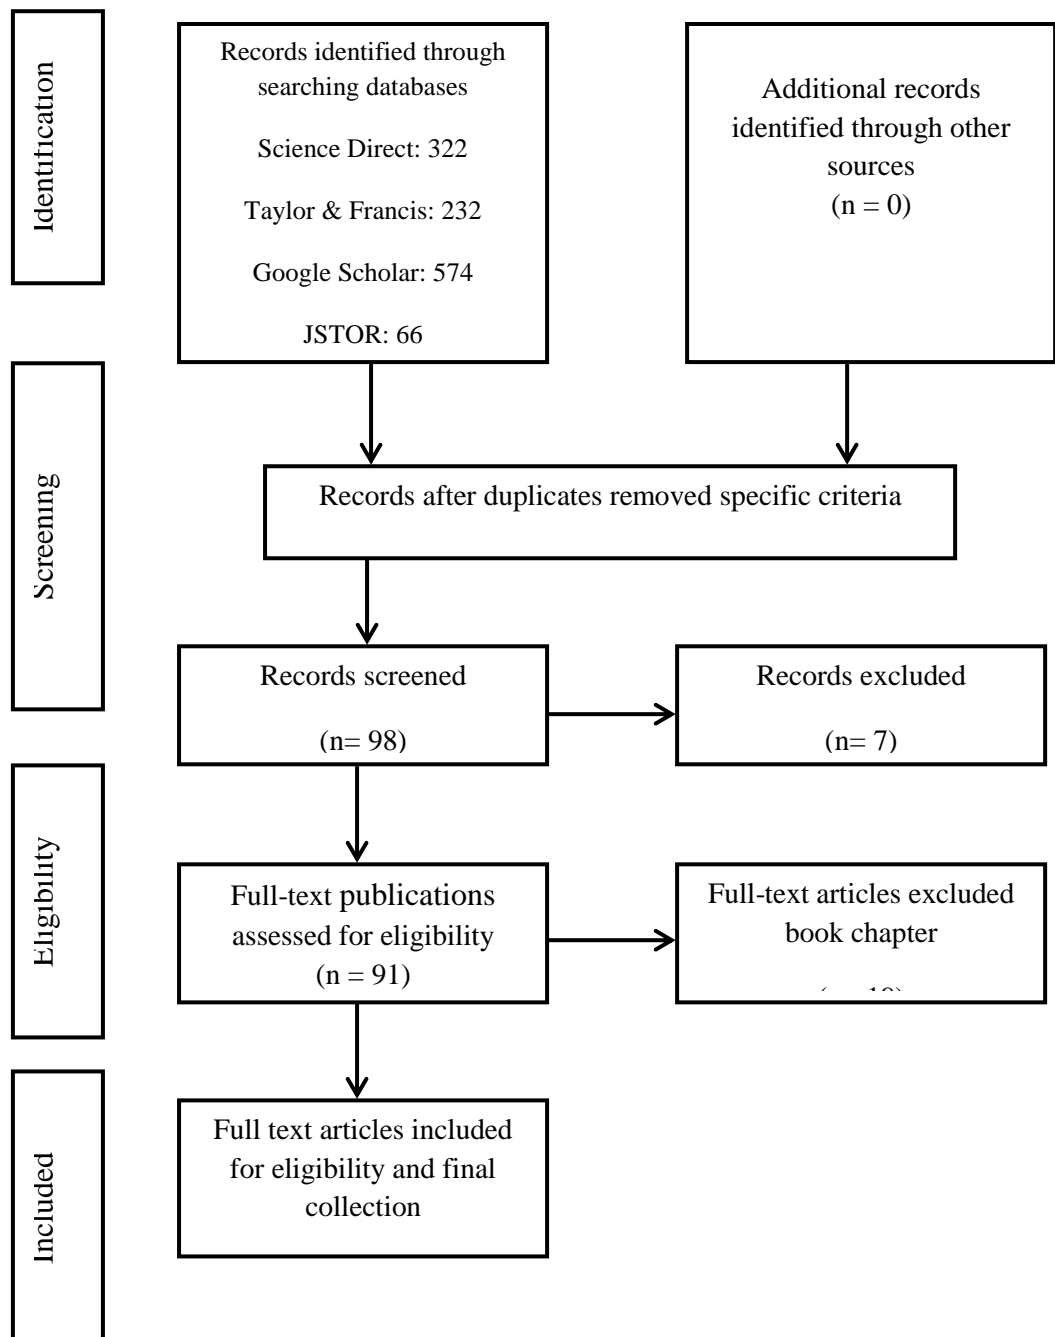 Identification
Records identified through
searching databases
Science Direct: 322
Taylor & Francis: 232
Google Scholar: 574
JSTOR: 66
Additional records
identified through other
sources
(n = 0)
Screening
Records after duplicates removed specific criteria
Records screened
(n= 98)
Records excluded
(n= 7)
Eligibility
Full-text publications
assessed for eligibility
(n = 91)
Full-text articles excluded
book chapter
Included
Full text articles included
for eligibility and final
collection